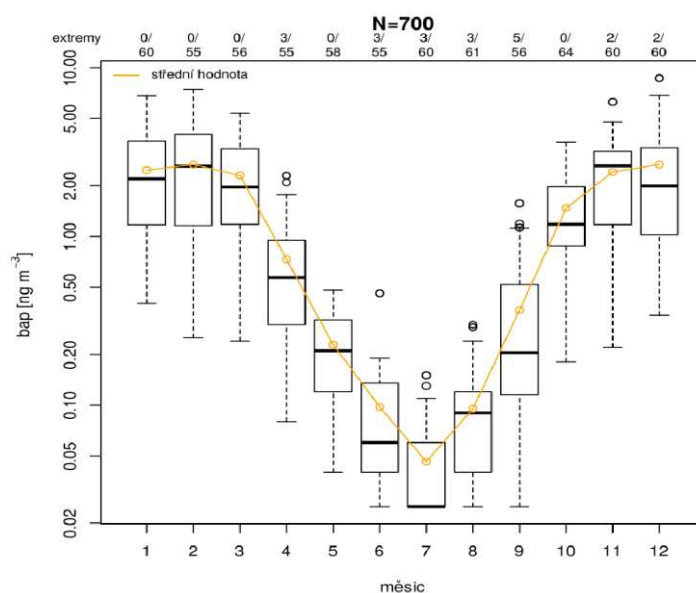 N=700
extremy 0/ 0/ 0/ 3/ 0/ 3/ 3/ 3/ 5/ 0/ 2/ 2/
60 55 56 55 58 55 60 61 56 64 60 60
10.00
5.00
2.00
1.00
0.50
0.20
0.10
0.05
0.02
bap [ng m⁻³]
střední hodnota
1 2 3 4 5 6 7 8 9 10 11 12
měsic